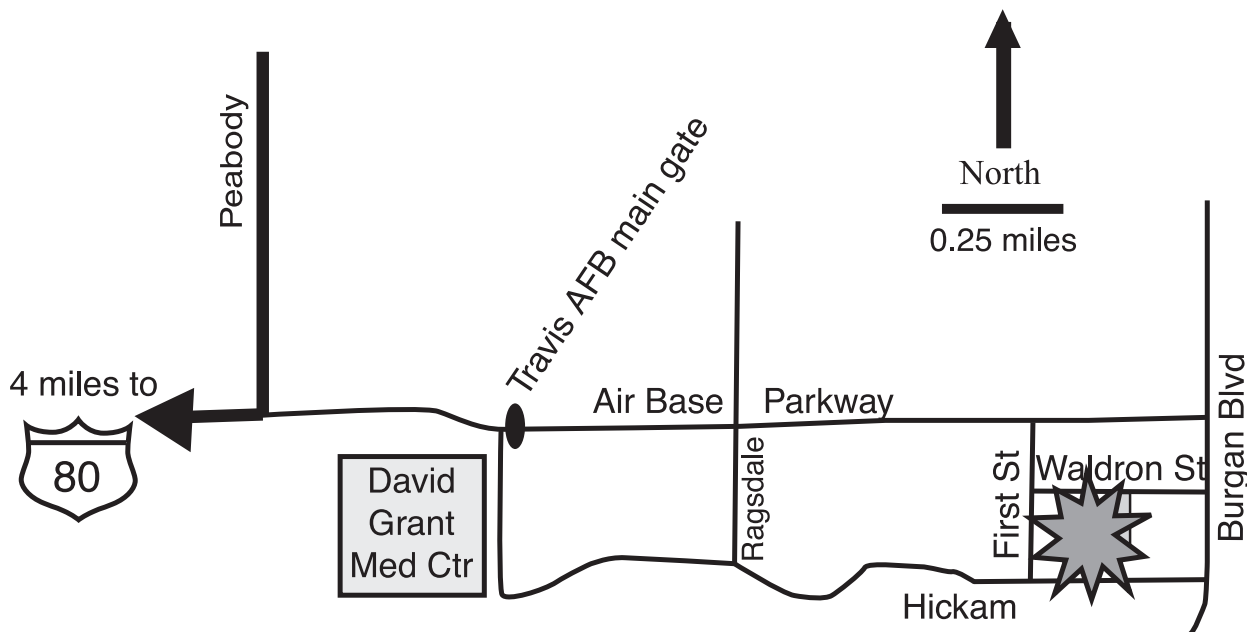 Peabody
Travis AFB main gate
North
0.25 miles
4 miles to
80
Air Base Parkway
David
Grant
Med Ctr
Ragsdale
First St
Waldron St
Burgan Blvd
Hickam